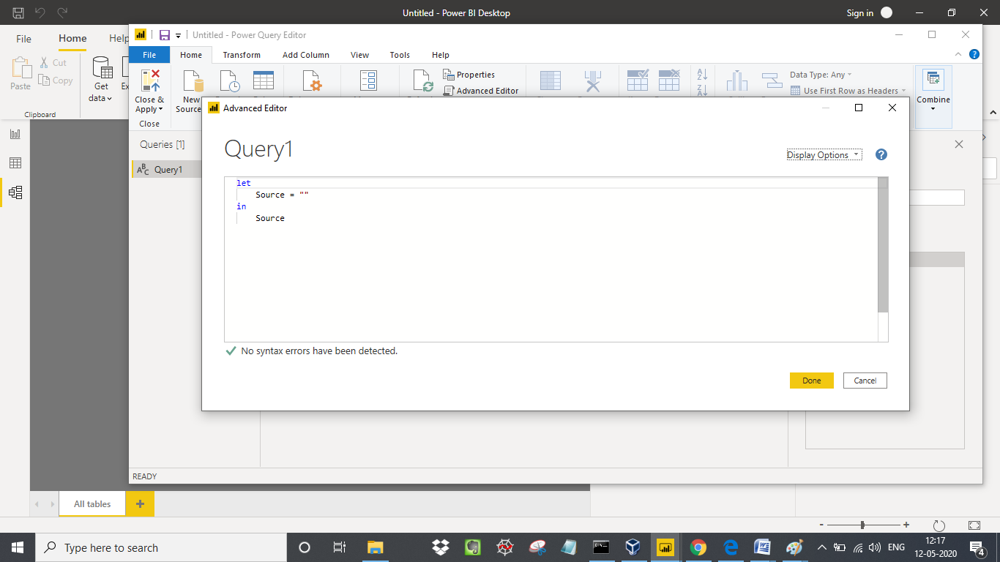 Untitled - Power BI Desktop
Sign in
File
Home
Help
Untitled - Power Query Editor
File
Home
Transform
Add Column
View
Tools
Help
Paste
Cut
Copy
Get
data
Clipboard
Close &
Apply
Close
New
Source
Properties
Advanced Editor
Data Type: Any
Use First Row as Headers
Combine
Queries [1]
ABC Query1
Advanced Editor
Query1
Display Options
let
Source = ""
in
Source
No syntax errors have been detected.
Done
Cancel
READY
All tables
Type here to search
ENG
12:17
12-05-2020
4